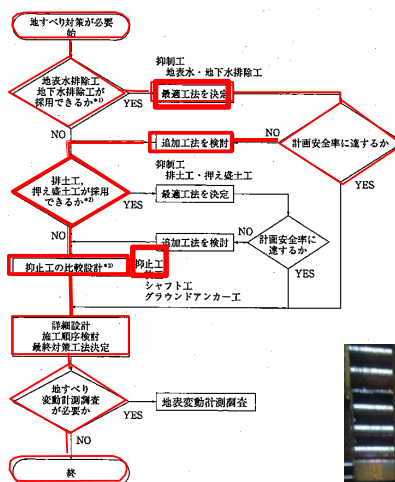 地すべり対策が必要
始
抑制工
地表水・地下水排除工
地表水排除工
地下水排除工が
採用できるか*1)
YES
最適工法を決定
NO
追加工法を検討
NO
計画安全率に達するか
YES
抑制工
排土工・押え盛土工
排土工,
押え盛土工が採用
できるか*2)
YES
最適工法を決定
NO
追加工法を検討
NO
計画安全率に
達するか
YES
抑止工の比較設計*3)
抑止工
シャフト工
グラウンドアンカー工
詳細設計
施工順序検討
最終対策工法決定
地すべり
変動計測調査
が必要か
YES
地表変動計測調査
NO
終